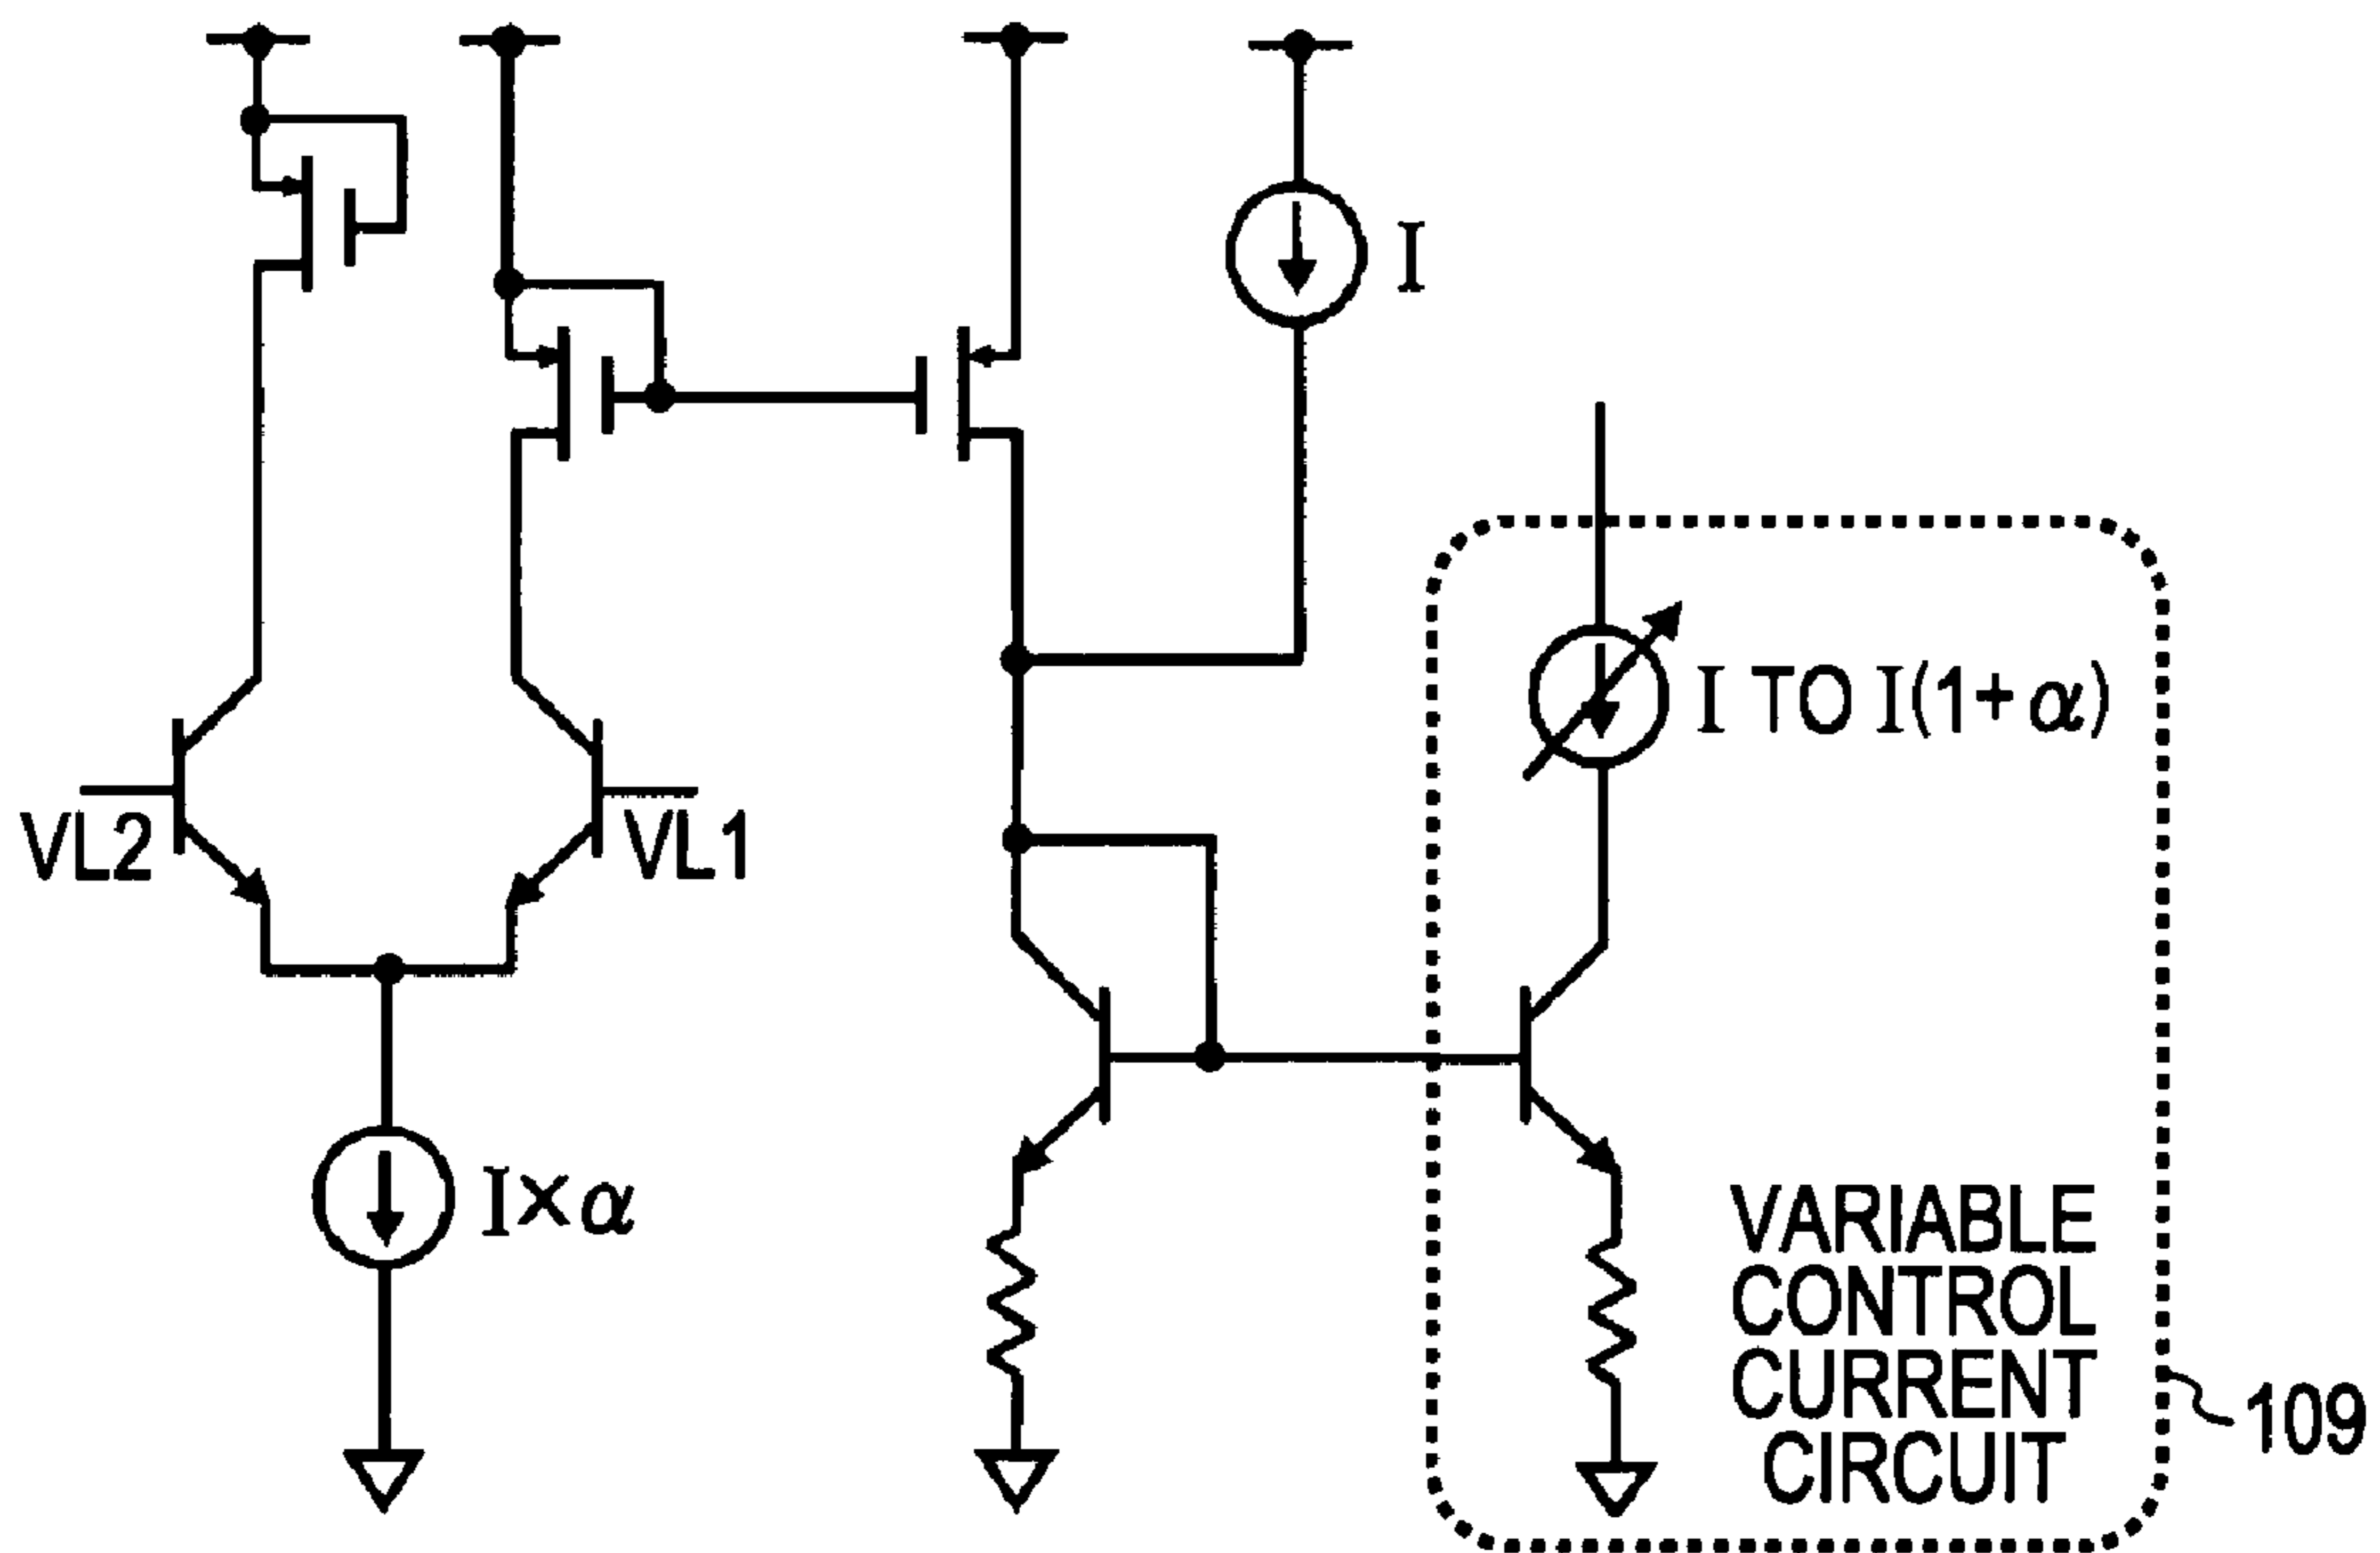 I
I TO I(1+α)
VL2
VL1
I×α
VARIABLE
CONTROL
CURRENT
CIRCUIT
109